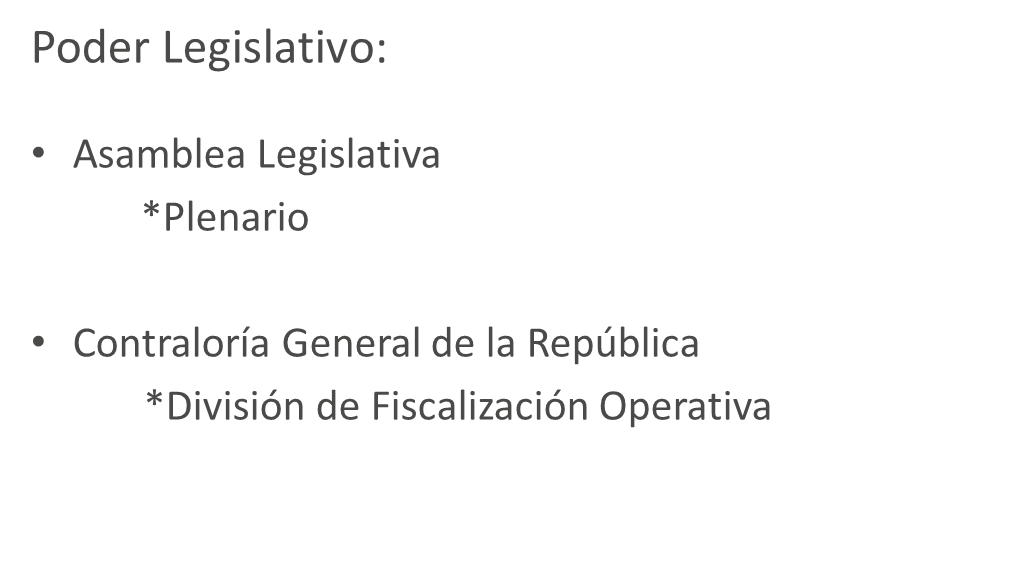 Poder Legislativo:
• Asamblea Legislativa
*Plenario
• Contraloría General de la República
*División de Fiscalización Operativa